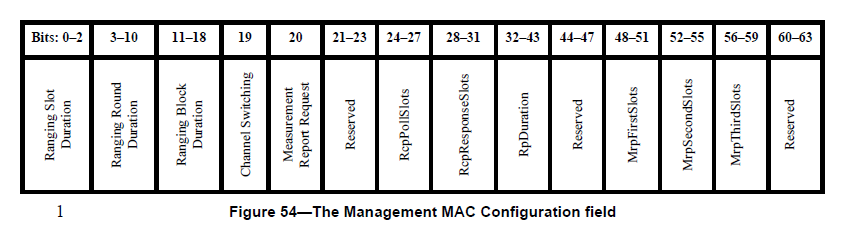 Bits: 0–2 3–10 11–18 19 20 21–23 24–27 28–31 32–43 44–47 48–51 52–55 56–59 60–63
Ranging Slot
Duration
Ranging Round
Duration
Ranging Block
Duration
Channel Switching
Measurement
Report Request
Reserved
RcpPollSlots
RcpResponseSlots
RpDuration
Reserved
MrpFirstSlots
MrpSecondSlots
MrpThirdSlots
Reserved
1 Figure 54—The Management MAC Configuration field